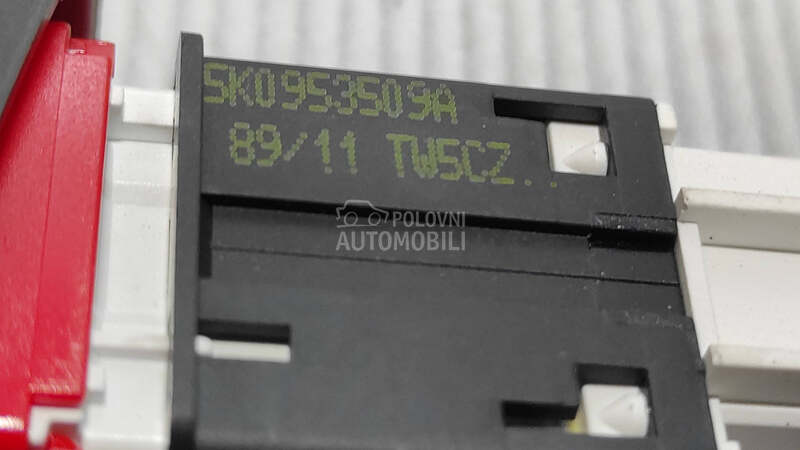 5K0953509A
89/11 TW5CZ..
POLOVNI
AUTOMOBILI